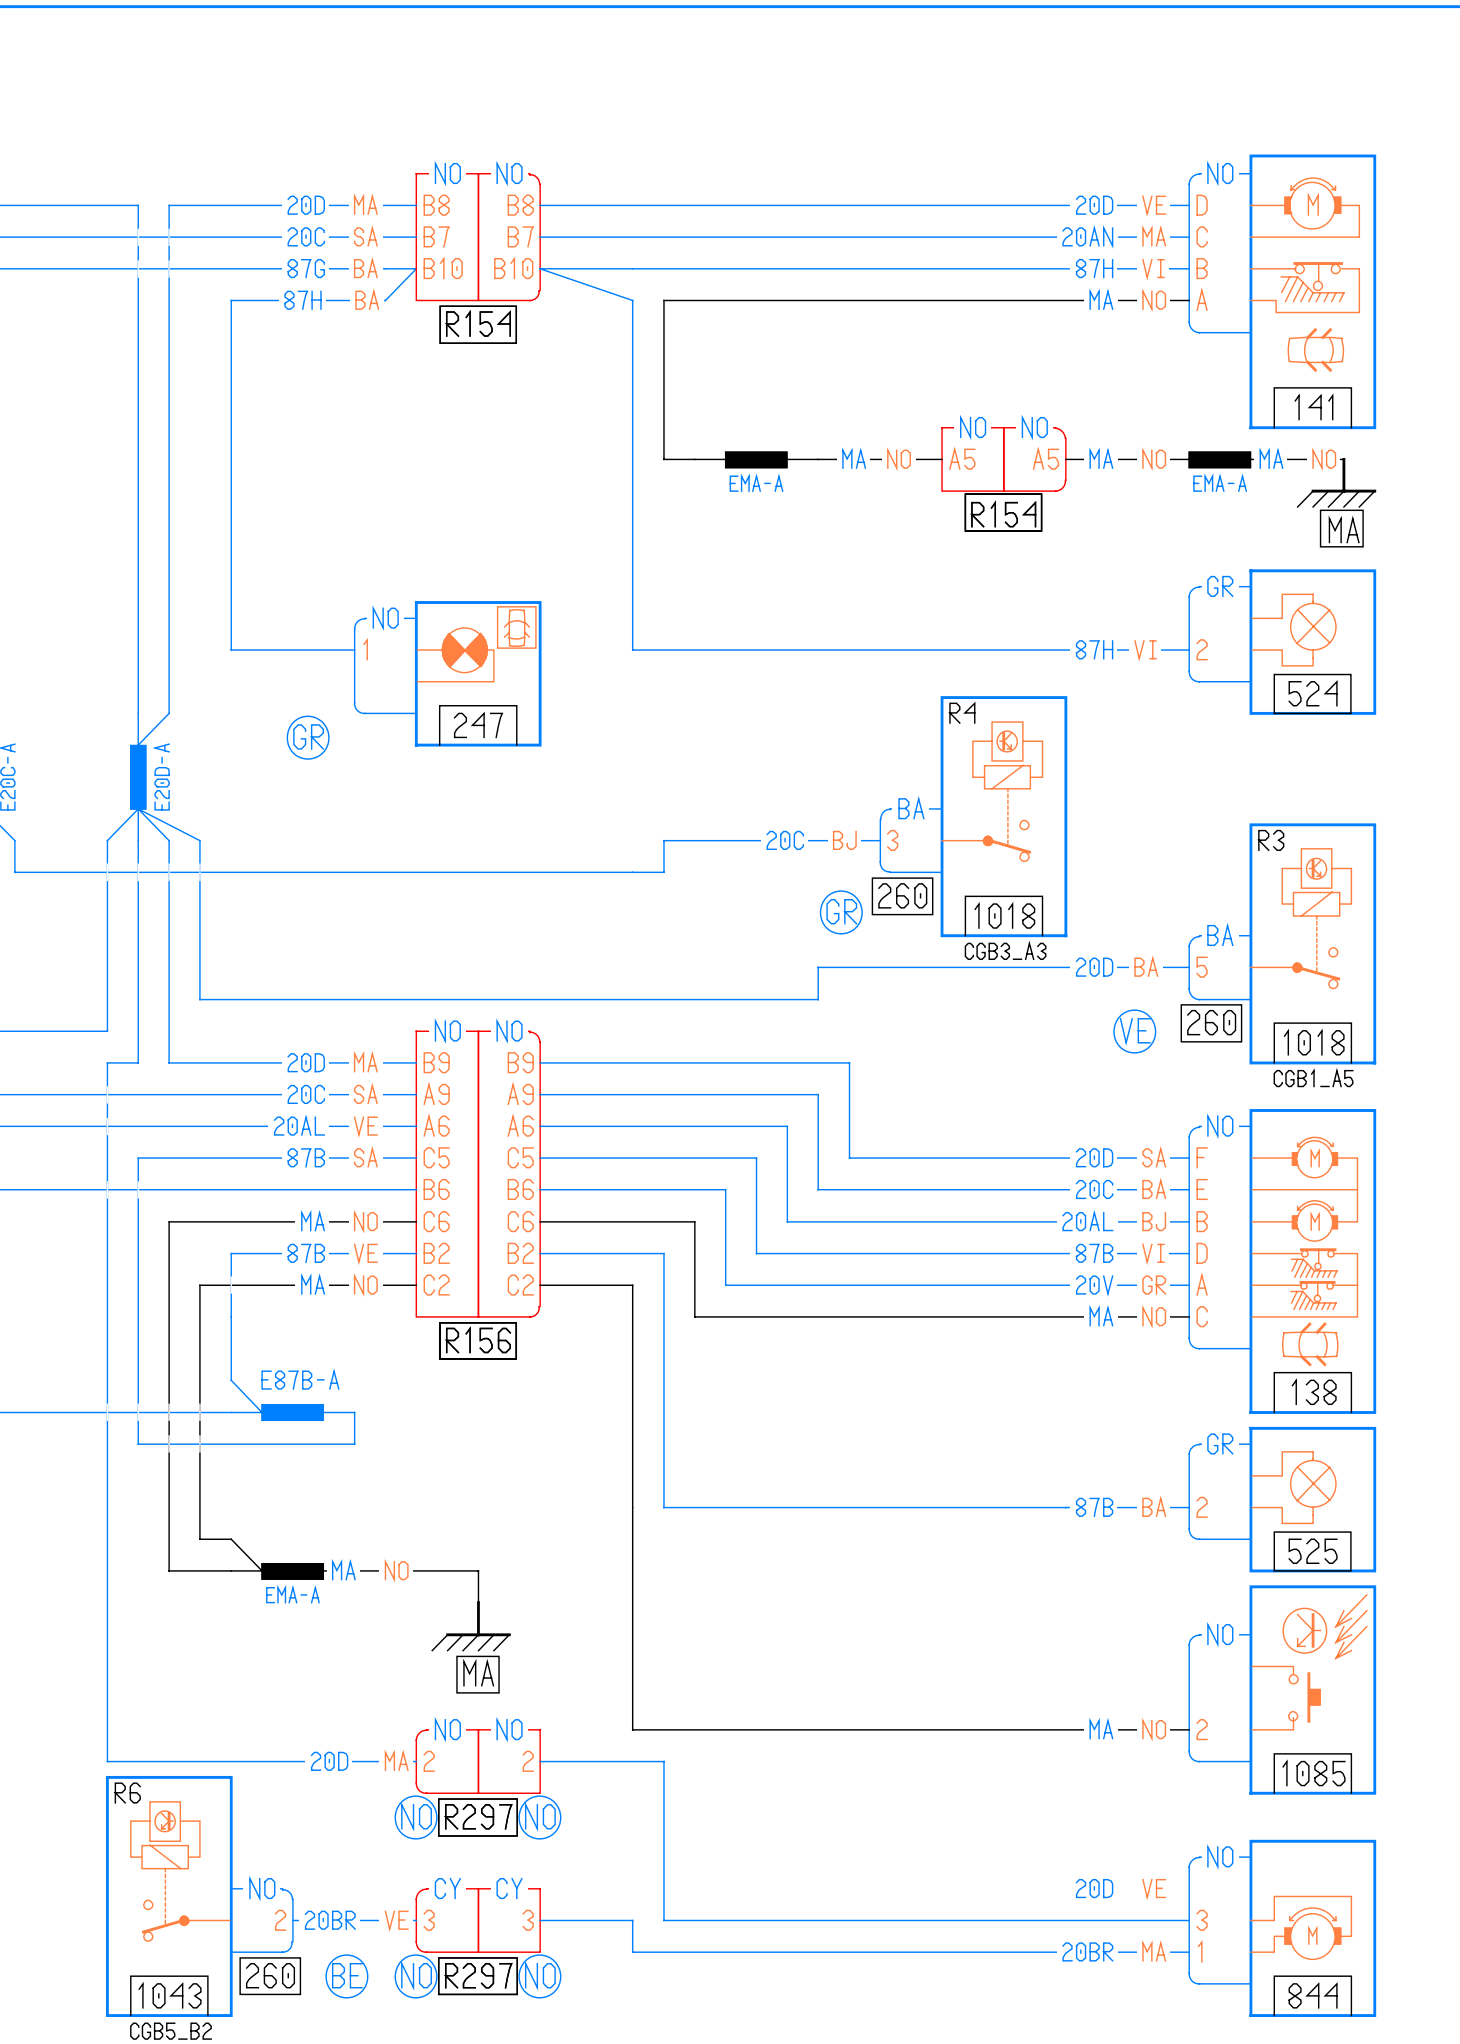 NO NO NO
20D MA B8 B8 20D VE D M
20C SA B7 B7 20AN MA C
87G BA B10 B10 87H VI B
87H BA MA NO A
R154
141
NO NO
MA NO A5 A5 MA NO MA NO
EMA-A EMA-A
R154 MA
GR
NO
1 87H VI 2
524
247
GR
R4
E20C-A E20D-A
BA
20C BJ 3 R3
260
GR 1018
CGB3_A3
BA
20D BA 5
260
VE
1018
CGB1_A5
NO NO
20D MA B9 B9
20C SA A9 A9
20AL VE A6 A6 NO
87B SA C5 C5 20D SA F M
B6 B6 20C BA E
MA NO C6 C6 20AL BJ B M
87B VE B2 B2 87B VI D
MA NO C2 C2 20V GR A
MA NO C
R156
E87B-A
138
GR
87B BA 2
525
MA NO
EMA-A
NO
MA
NO NO MA NO 2
20D MA 2 2
1085
R6
NO R297 NO
NO
NO CY CY 20D VE
2 20BR VE 3 3 3 M
20BR MA 1
260 BE NO R297 NO
1043 844
CGB5_B2